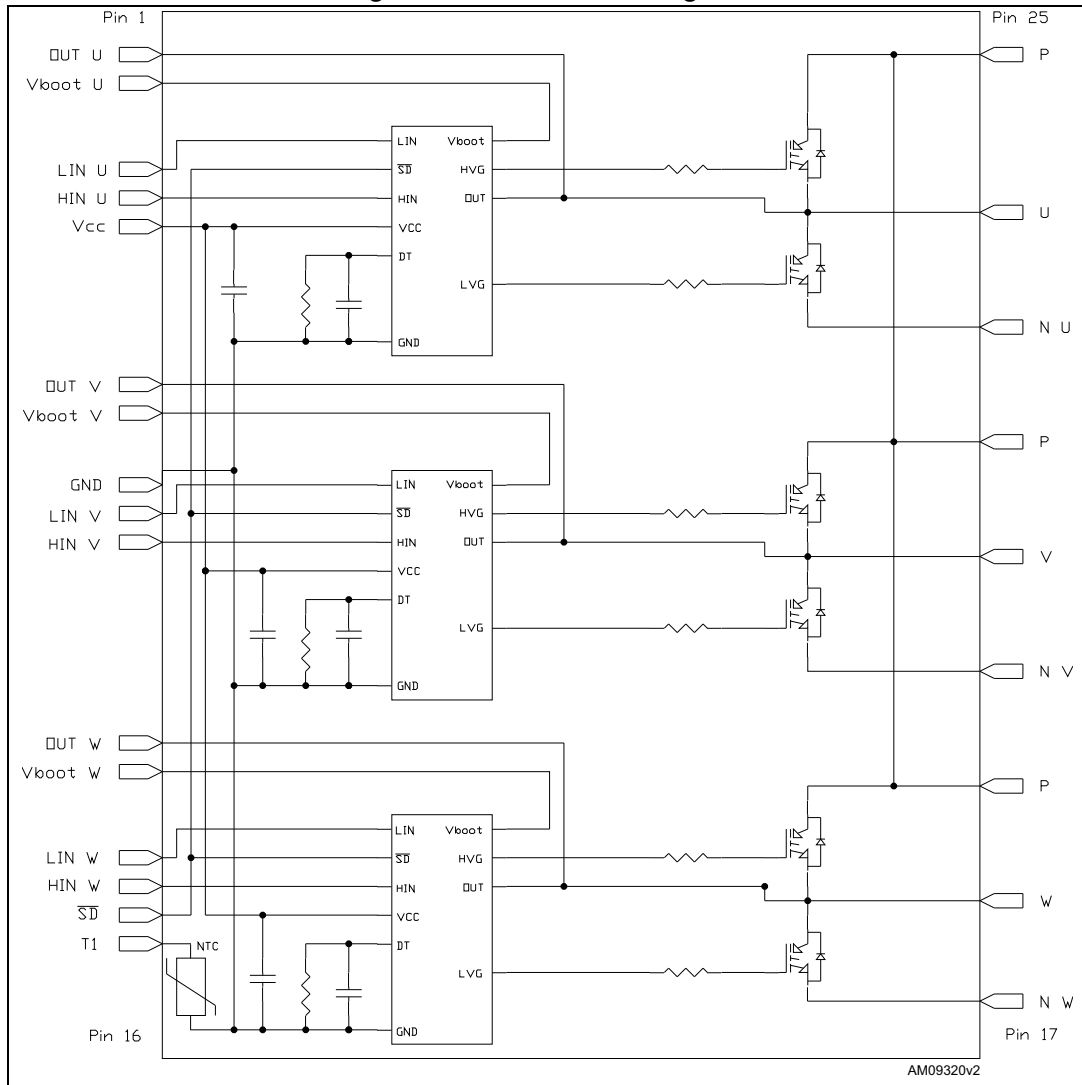 Pin 1
Pin 25
OUT U
P
Vboot U
LIN
Vboot
LIN U
SD
HVG
HIN U
HIN
OUT
U
Vcc
VCC
DT
LVG
GND
N U
OUT V
Vboot V
P
GND
LIN
Vboot
LIN V
SD
HVG
HIN V
HIN
OUT
V
VCC
DT
LVG
GND
N V
OUT W
Vboot W
P
LIN
Vboot
LIN W
SD
HVG
HIN W
HIN
OUT
W
SD
VCC
T1
NTC
DT
LVG
N W
GND
Pin 16
Pin 17
AM09320v2